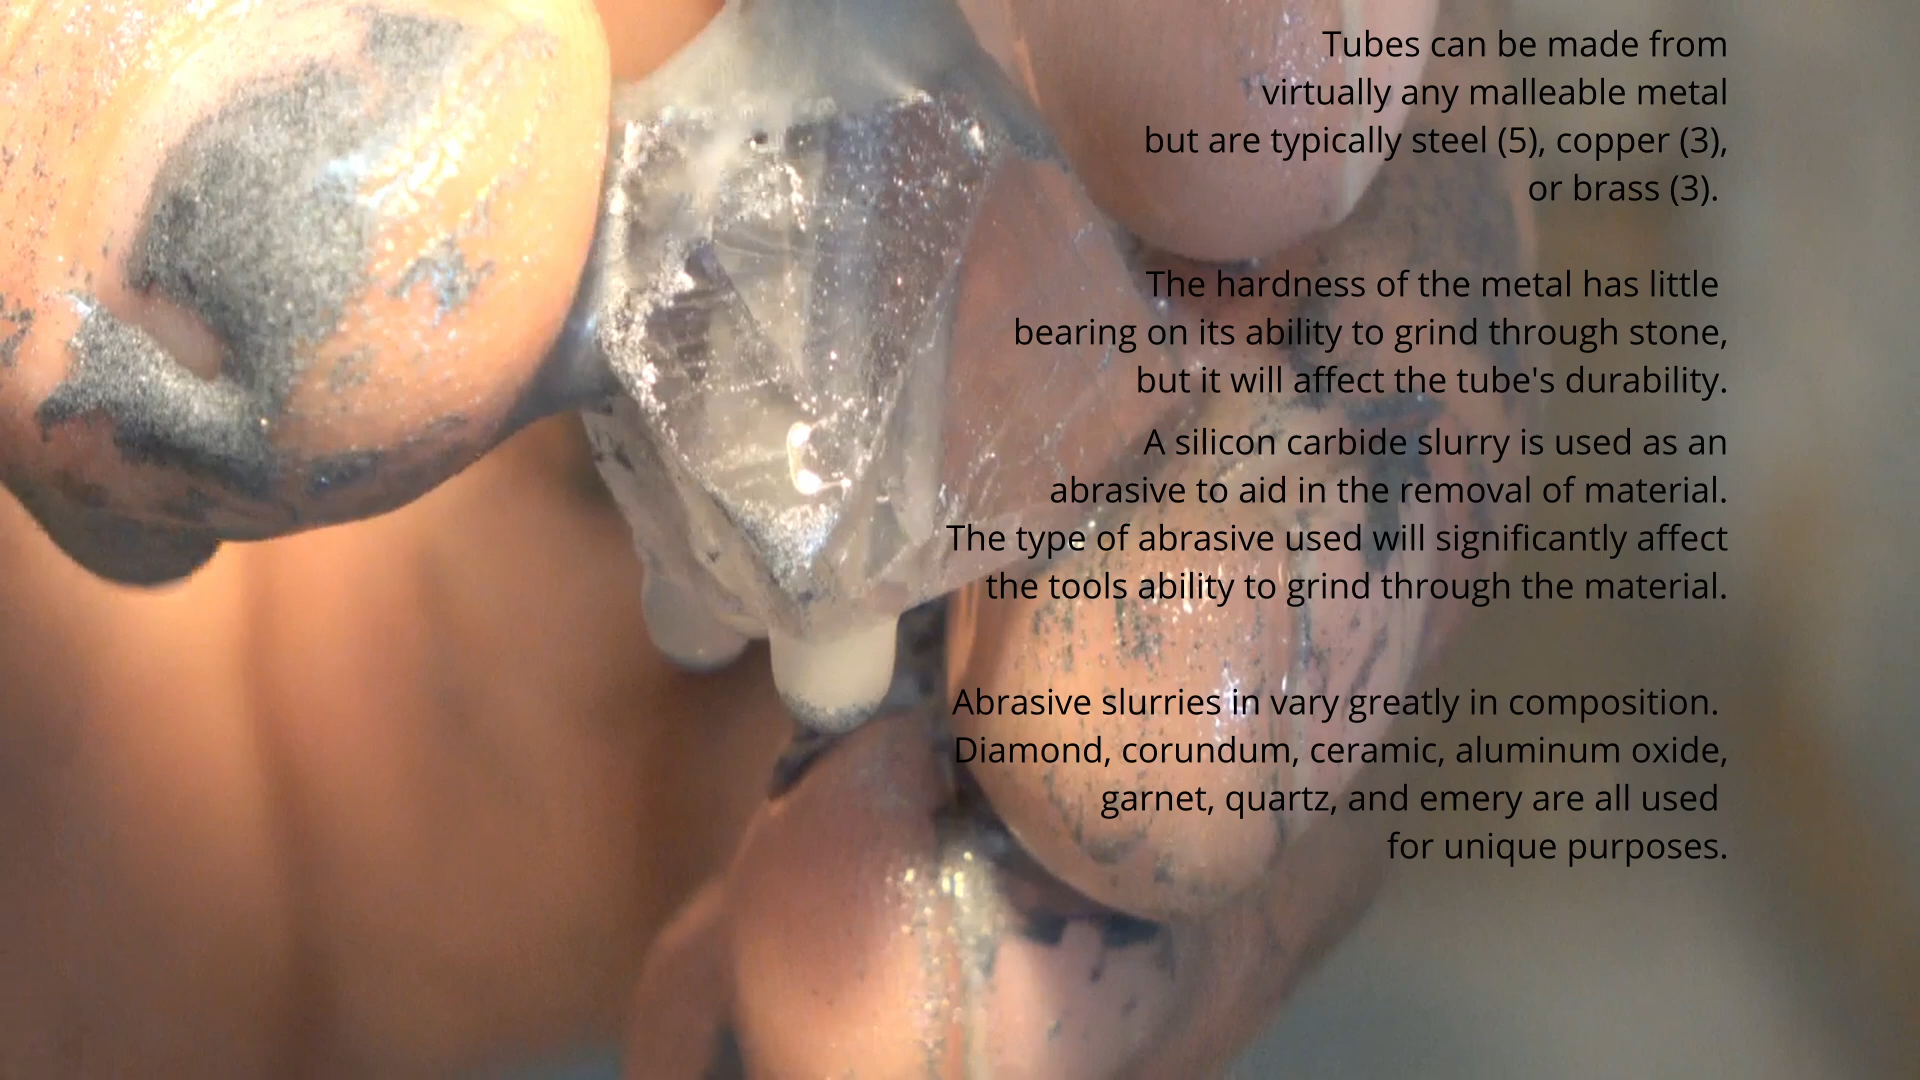 Tubes can be made from
virtually any malleable metal
but are typically steel (5), copper (3),
or brass (3).
The hardness of the metal has little
bearing on its ability to grind through stone,
but it will affect the tube's durability.
A silicon carbide slurry is used as an
abrasive to aid in the removal of material.
The type of abrasive used will significantly affect
the tools ability to grind through the material.
Abrasive slurries in vary greatly in composition.
Diamond, corundum, ceramic, aluminum oxide,
garnet, quartz, and emery are all used
for unique purposes.